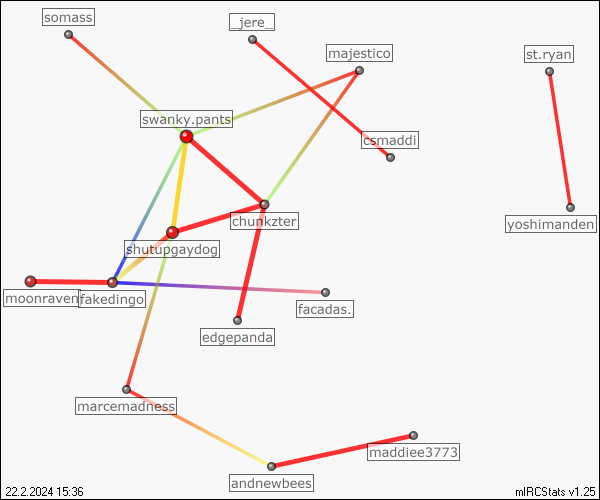 somass
_jere_
majestico
st.ryan
swanky.pants
csmaddi
chunkzter
yoshimanden
shutupgaydog
moonraven
fakedingo
facadas.
edgepanda
marcemadness
maddiee3773
andnewbees
22.2.2024 15:36
mIRCStats v1.25